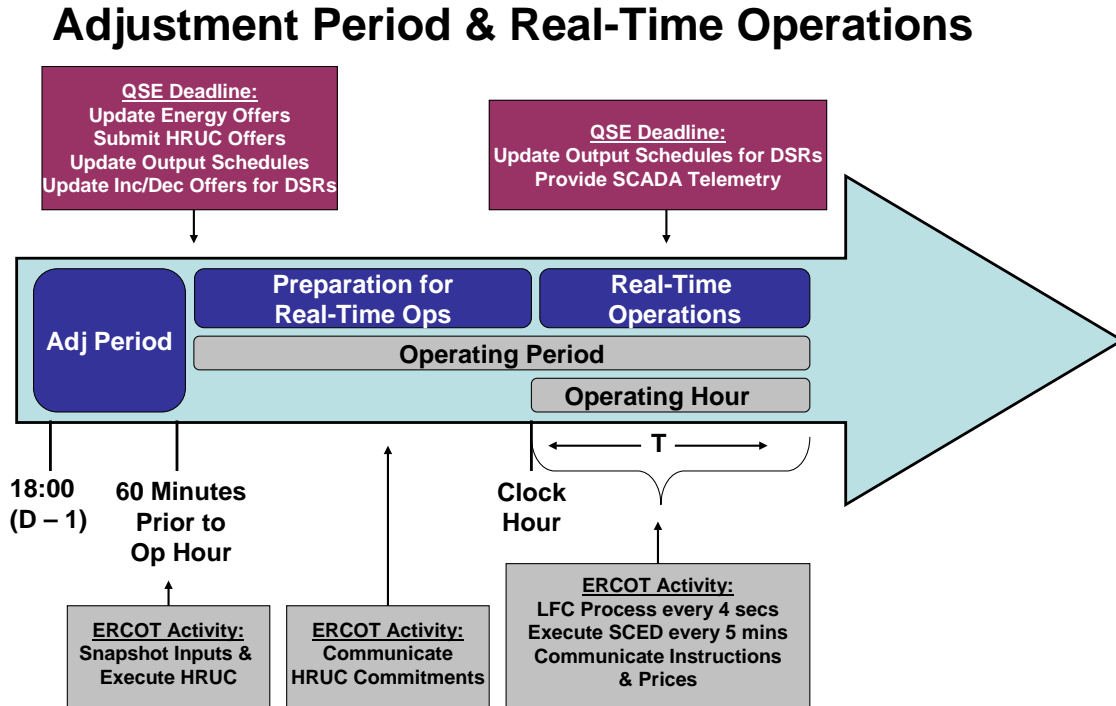 Adjustment Period & Real-Time Operations
QSE Deadline:
Update Energy Offers
Submit HRUC Offers
Update Output Schedules
Update Inc/Dec Offers for DSRs
QSE Deadline:
Update Output Schedules for DSRs
Provide SCADA Telemetry
Adj Period
Preparation for
Real-Time Ops
Real-Time
Operations
Operating Period
Operating Hour
T
18:00
(D – 1)
60 Minutes
Prior to
Op Hour
Clock
Hour
ERCOT Activity:
Snapshot Inputs &
Execute HRUC
ERCOT Activity:
Communicate
HRUC Commitments
ERCOT Activity:
LFC Process every 4 secs
Execute SCED every 5 mins
Communicate Instructions
& Prices